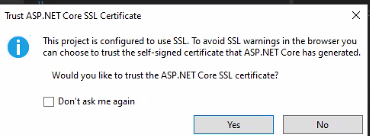 Trust ASP.NET Core SSL Certificate
This project is configured to use SSL. To avoid SSL warnings in the browser you
can choose to trust the self-signed certificate that ASP.NET Core has generated.
Would you like to trust the ASP.NET Core SSL certificate?
Don't ask me again
Yes No